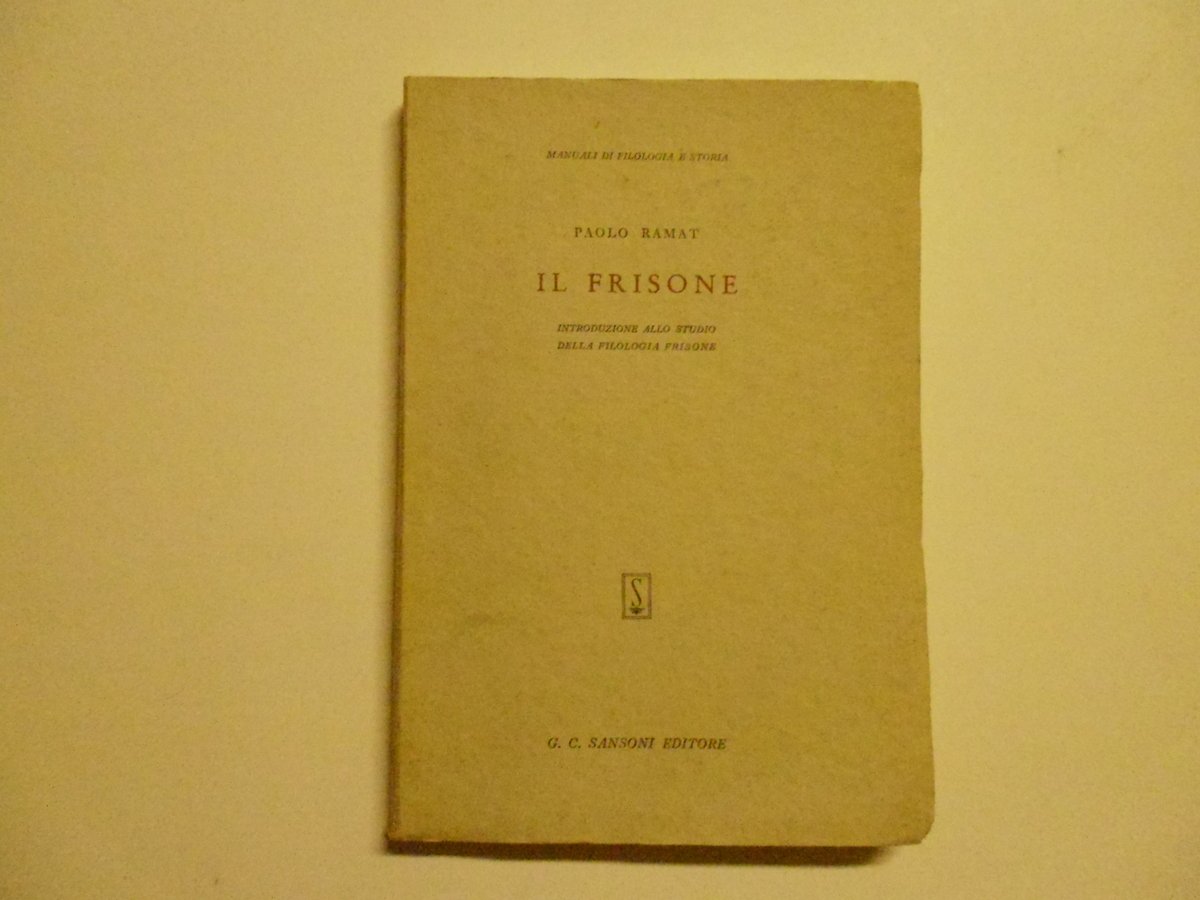 MANUALI DI FILOLOGIA E STORIA
PAOLO RAMAT
IL FRISONE
INTRODUZIONE ALLO STUDIO
DELLA FILOLOGIA FRISONE
S
G. C. SANSONI EDITORE